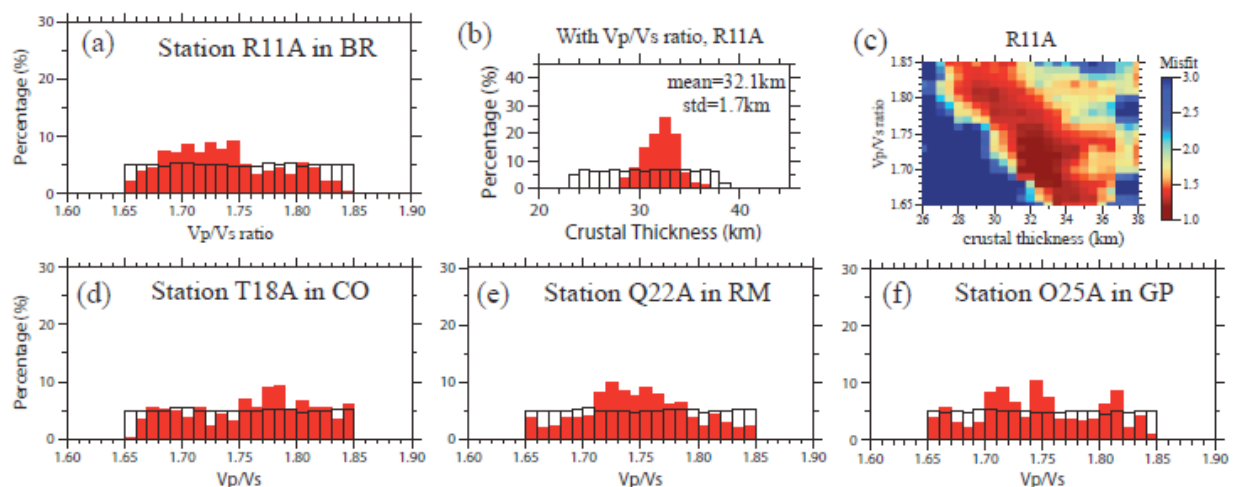 (a)
Station R11A in BR
Percentage (%)
30
20
10
0
1.60
1.65
1.70
1.75
1.80
1.85
1.90
Vp/Vs ratio
(b)
With Vp/Vs ratio, R11A
mean=32.1km
std=1.7km
Percentage (%)
40
30
20
10
0
20
30
40
Crustal Thickness (km)
(c)
R11A
Misfit
3.0
2.5
2.0
1.5
1.0
Vp/Vs ratio
1.85
1.80
1.75
1.70
1.65
26
28
30
32
34
36
38
crustal thickness (km)
(d)
Station T18A in CO
Percentage (%)
30
20
10
0
1.60
1.65
1.70
1.75
1.80
1.85
1.90
Vp/Vs
(e)
Station Q22A in RM
30
20
10
0
1.60
1.65
1.70
1.75
1.80
1.85
1.90
Vp/Vs
(f)
Station O25A in GP
30
20
10
0
1.60
1.65
1.70
1.75
1.80
1.85
1.90
Vp/Vs